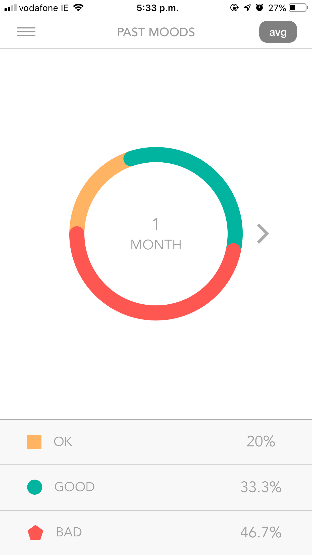 vodafone IE 5:33 p.m. 27%
PAST MOODS avg
1
MONTH
OK 20%
GOOD 33.3%
BAD 46.7%